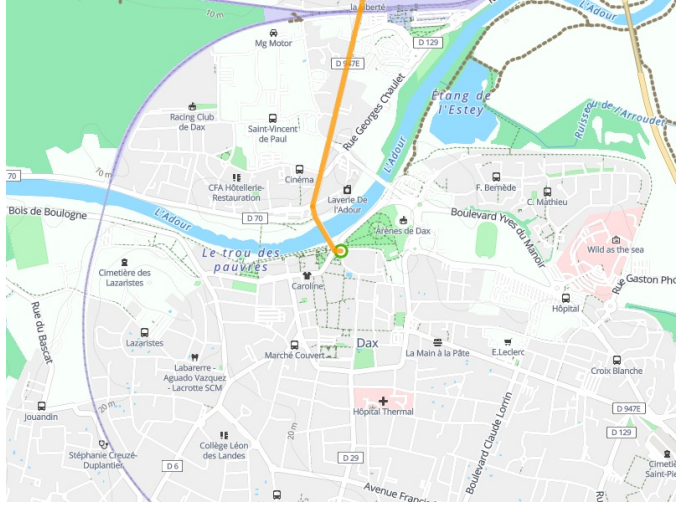 la Liberté
10 m
L'Adour
D 129
Mg Motor
D 947E
Étang de
l'Estey
Racing Club
de Dax
Rue Georges Chaulet
Ruisseau de l'Arroudet
Saint-Vincent
de Paul
L'Adour
10 m
70
Cinéma
F. Bernède
CFA Hôtellerie-
Restauration
Laverie De
l'Adour
C. Mathieu
Bois de Boulogne
L'Adour
D 70
Boulevard Yves du Manoir
Arènes de Dax
Wild as the sea
Le trou des
pauvres
Cimetière des
Lazaristes
Caroline
Rue Gaston Pho
Hôpital
Rue du Bascat
Lazaristes
Dax
Marché Couvert
La Main à la Pâte
E.Leclerc
Labarerre -
Aguado Vazquez
- Lacrotte SCM
Croix Blanche
Jouandin
20 m
Hôpital Thermal
Boulevard Claude Lorrin
D 947E
20 m
D 129
Stéphanie Creuzé-
Duplantier
Collège Léon
des Landes
D 6
D 29
Cimetiè
Saint-Pie
Avenue Francis
Ru